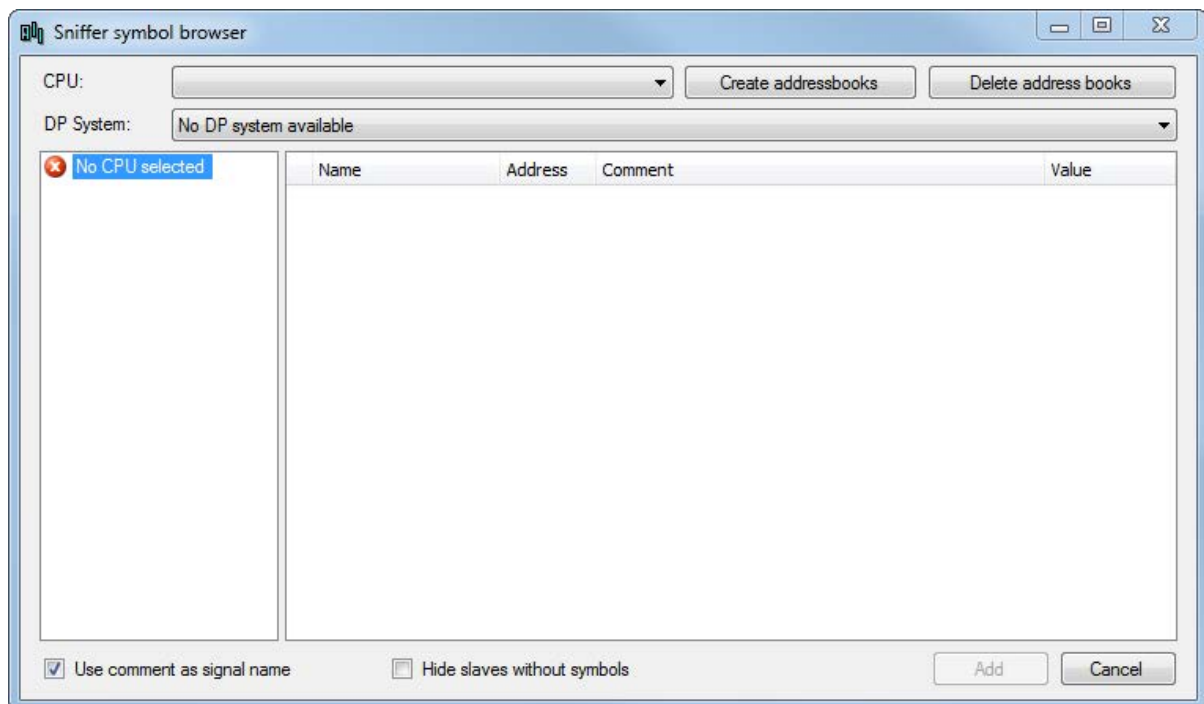 Sniffer symbol browser
CPU: Create addressbooks Delete address books
DP System: No DP system available
No CPU selected Name Address Comment Value
Use comment as signal name Hide slaves without symbols Add Cancel